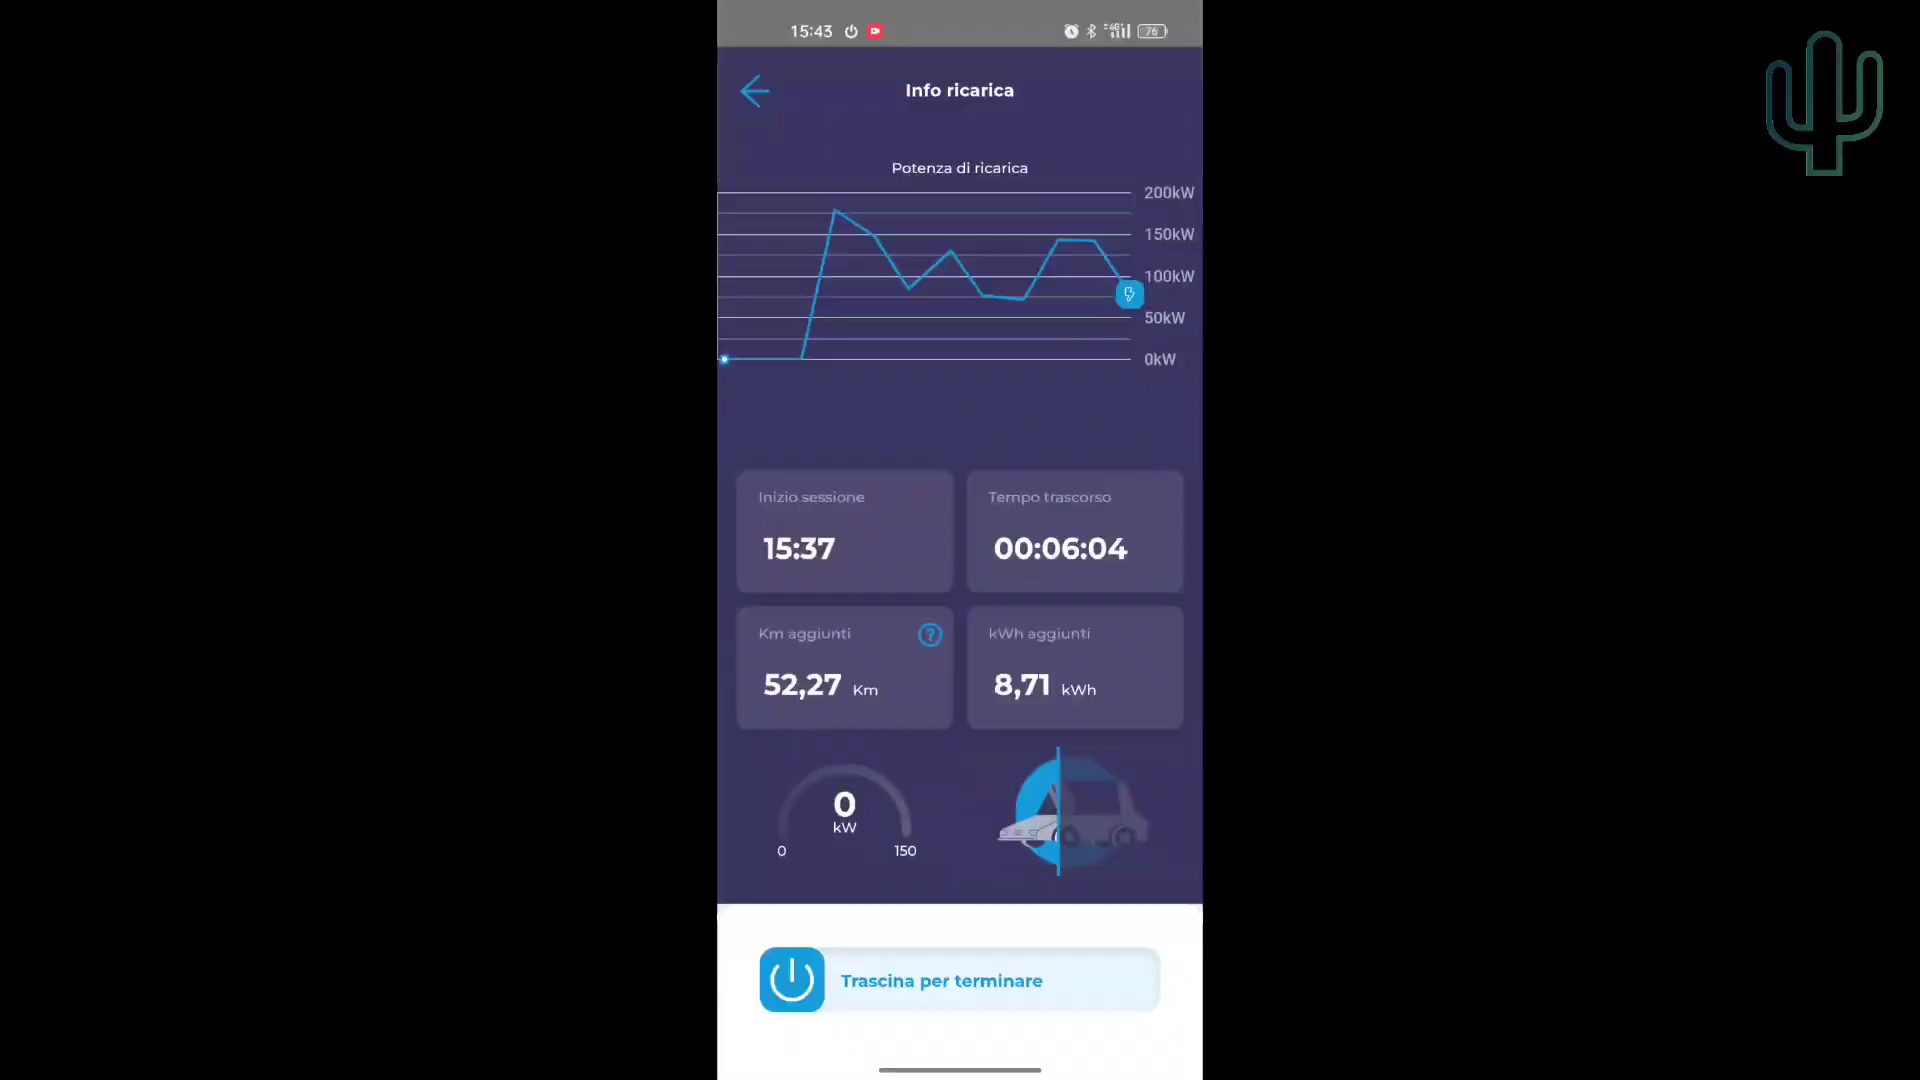 15:43
4G 76
Info ricarica
Potenza di ricarica
200kW
150kW
100kW
50kW
0kW
Inizio sessione
15:37
Tempo trascorso
00:06:04
Km aggiunti ?
52,27 Km
kWh aggiunti
8,71 kWh
0
kW
0 150
Trascina per terminare